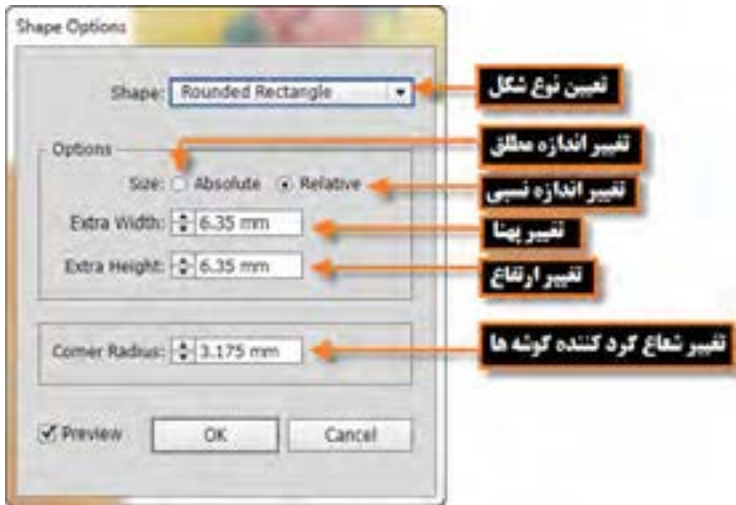 Shape Options
Shape: Rounded Rectangle
تعیین نوع شکل
Options
تغییر اندازه مطلق
Size: Absolute Relative
تغییر اندازه نسبی
Extra Width: 6.35 mm
تغییر پهنا
Extra Height: 6.35 mm
تغییر ارتفاع
Corner Radius: 3.175 mm
تغییر شعاع گرد کننده گوشه ها
Preview OK Cancel